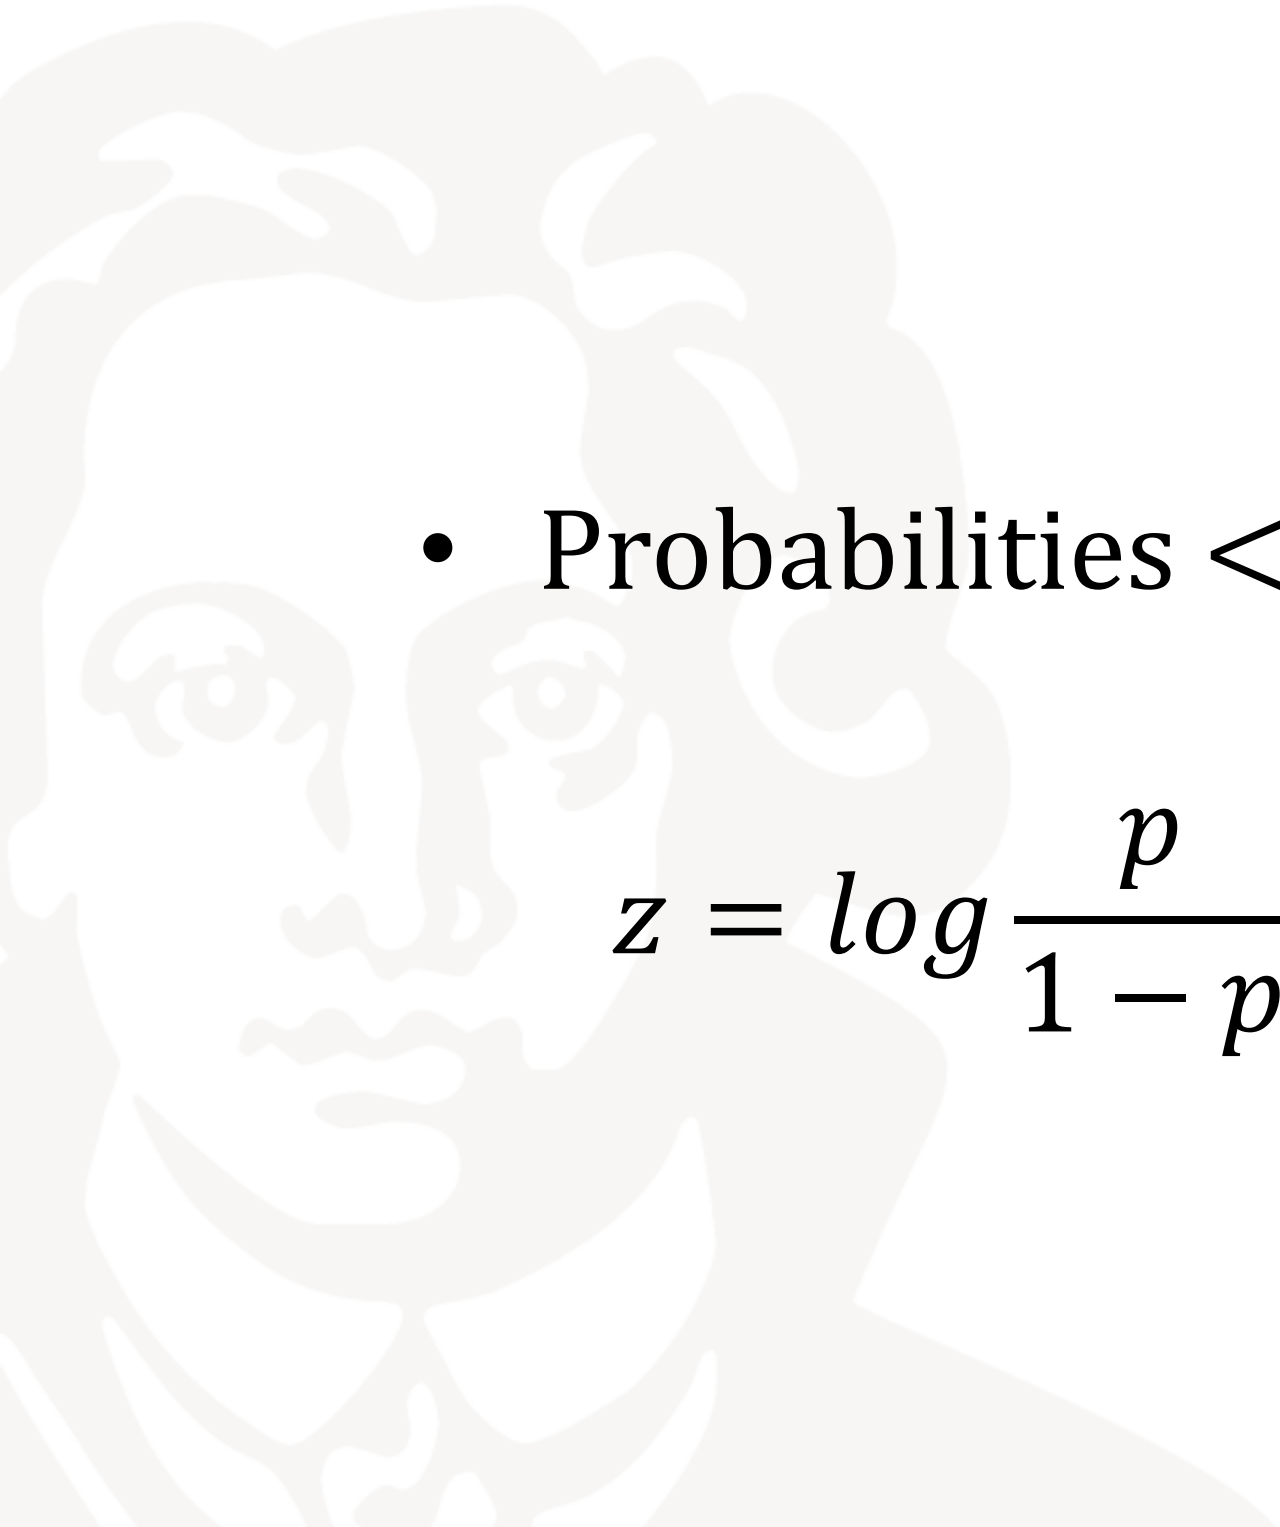 • Probabilities <
z = log p / 1 − p